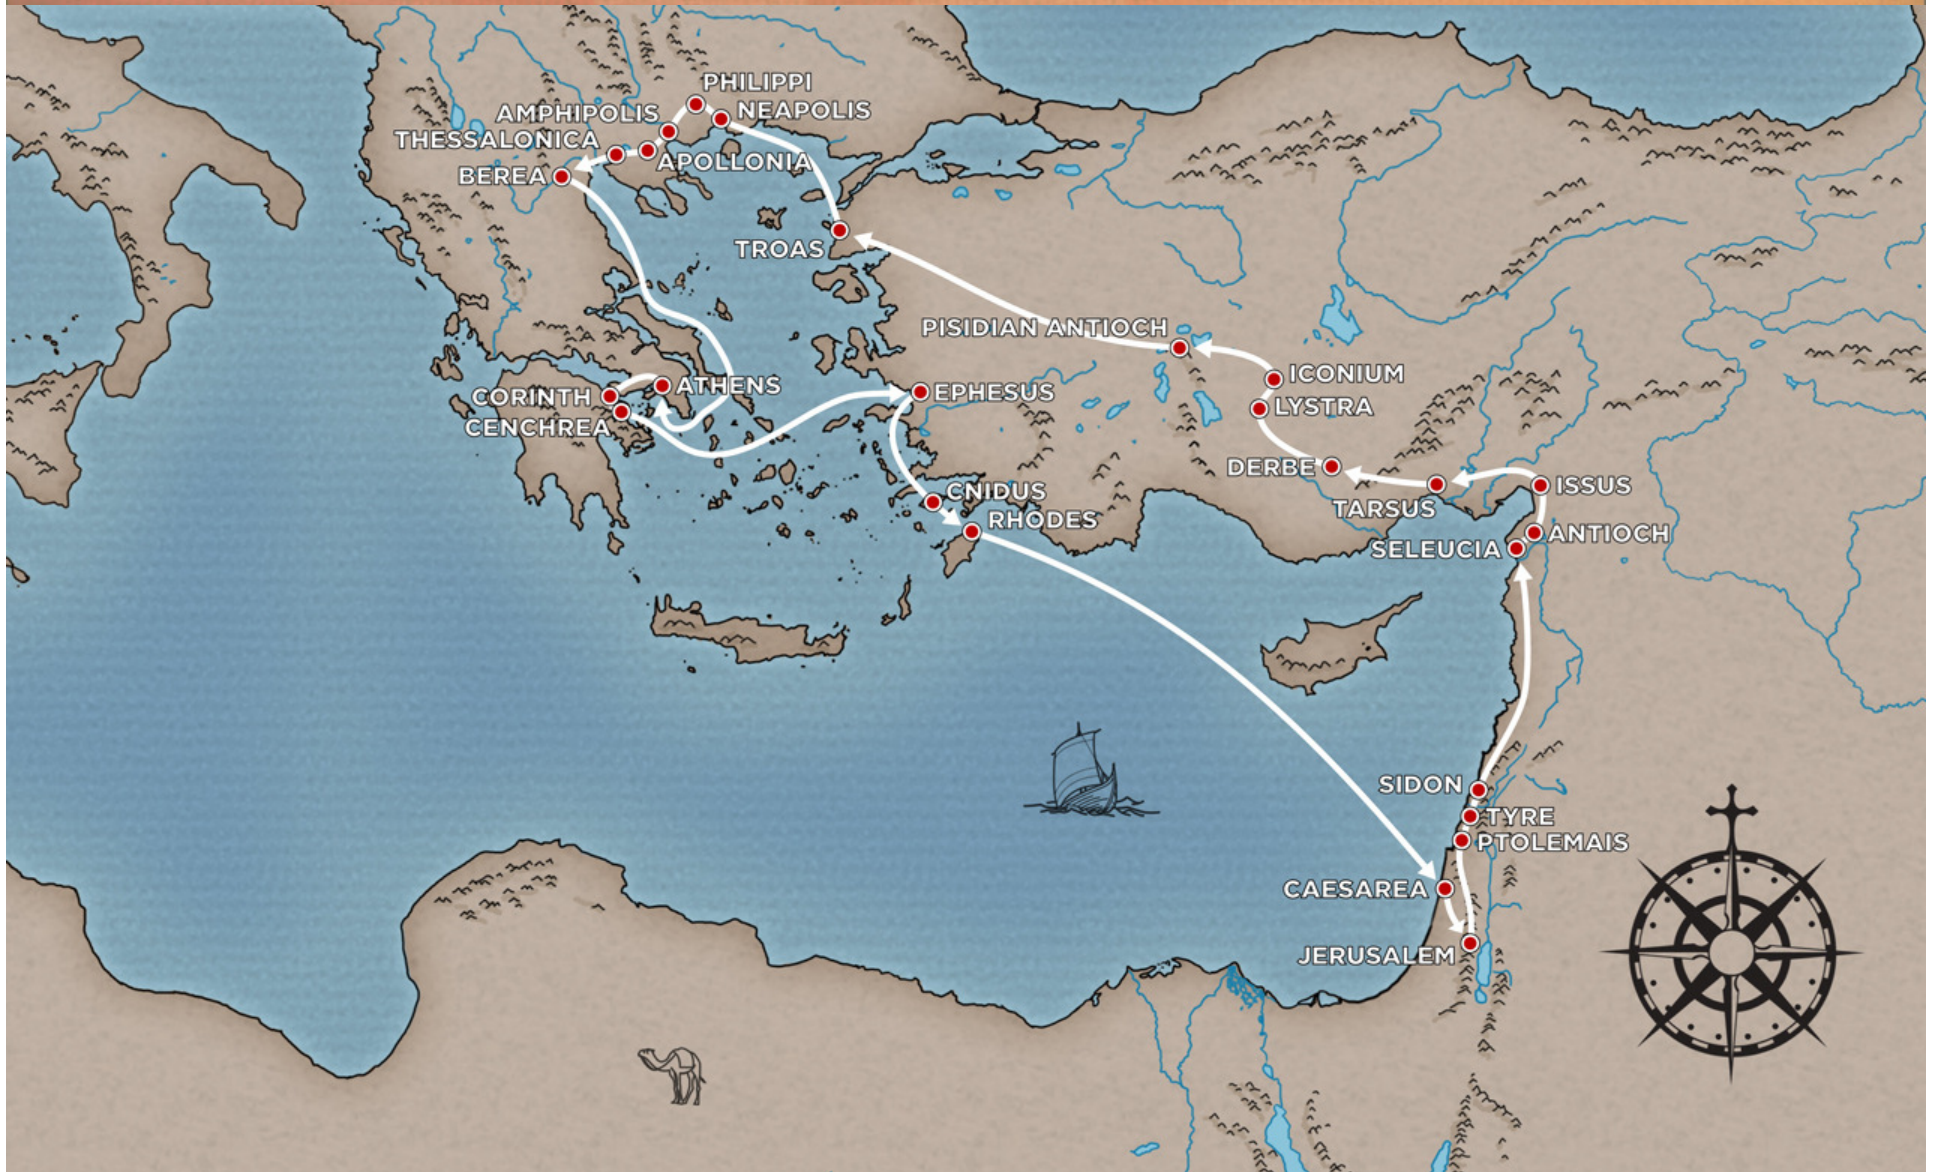 PHILIPPI
AMPHIPOLIS
NEAPOLIS
THESSALONICA
APOLLONIA
BEREA
TROAS
PISIDIAN ANTIOCH
ICONIUM
CORINTH
ATHENS
EPHESUS
LYSTRA
CENCHREA
DERBE
ISSUS
CNIDUS
TARSUS
RHODES
ANTIOCH
SELEUCIA
SIDON
TYRE
PTOLEMAIS
CAESAREA
JERUSALEM